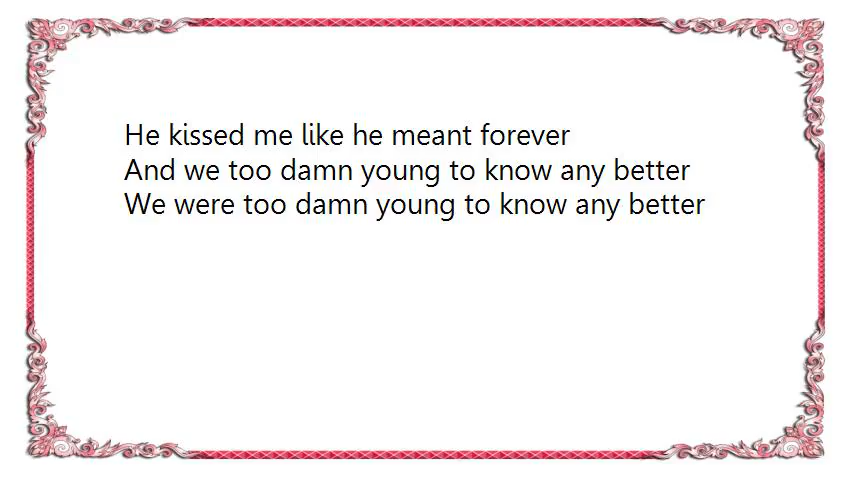 He kissed me like he meant forever
And we too damn young to know any better
We were too damn young to know any better